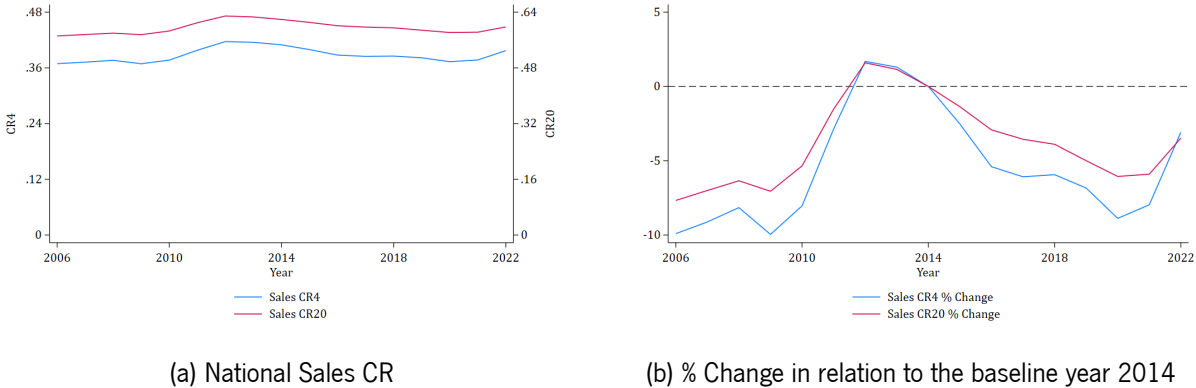 .48
.36
.24
.12
0
CR4
.64
.48
.32
.16
0
CR20
2006 2010 2014 2018 2022
Year
Sales CR4
Sales CR20
(a) National Sales CR
5
0
-5
-10
2006 2010 2014 2018 2022
Year
Sales CR4 % Change
Sales CR20 % Change
(b) % Change in relation to the baseline year 2014